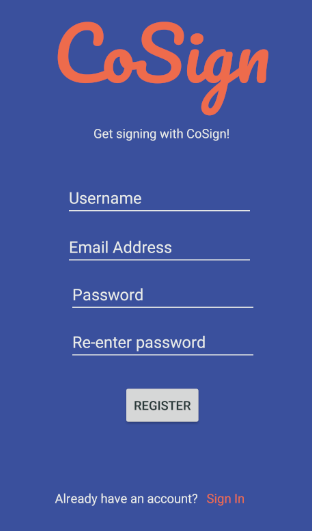 CoSign
Get signing with CoSign!
Username
Email Address
Password
Re-enter password
REGISTER
Already have an account? Sign In